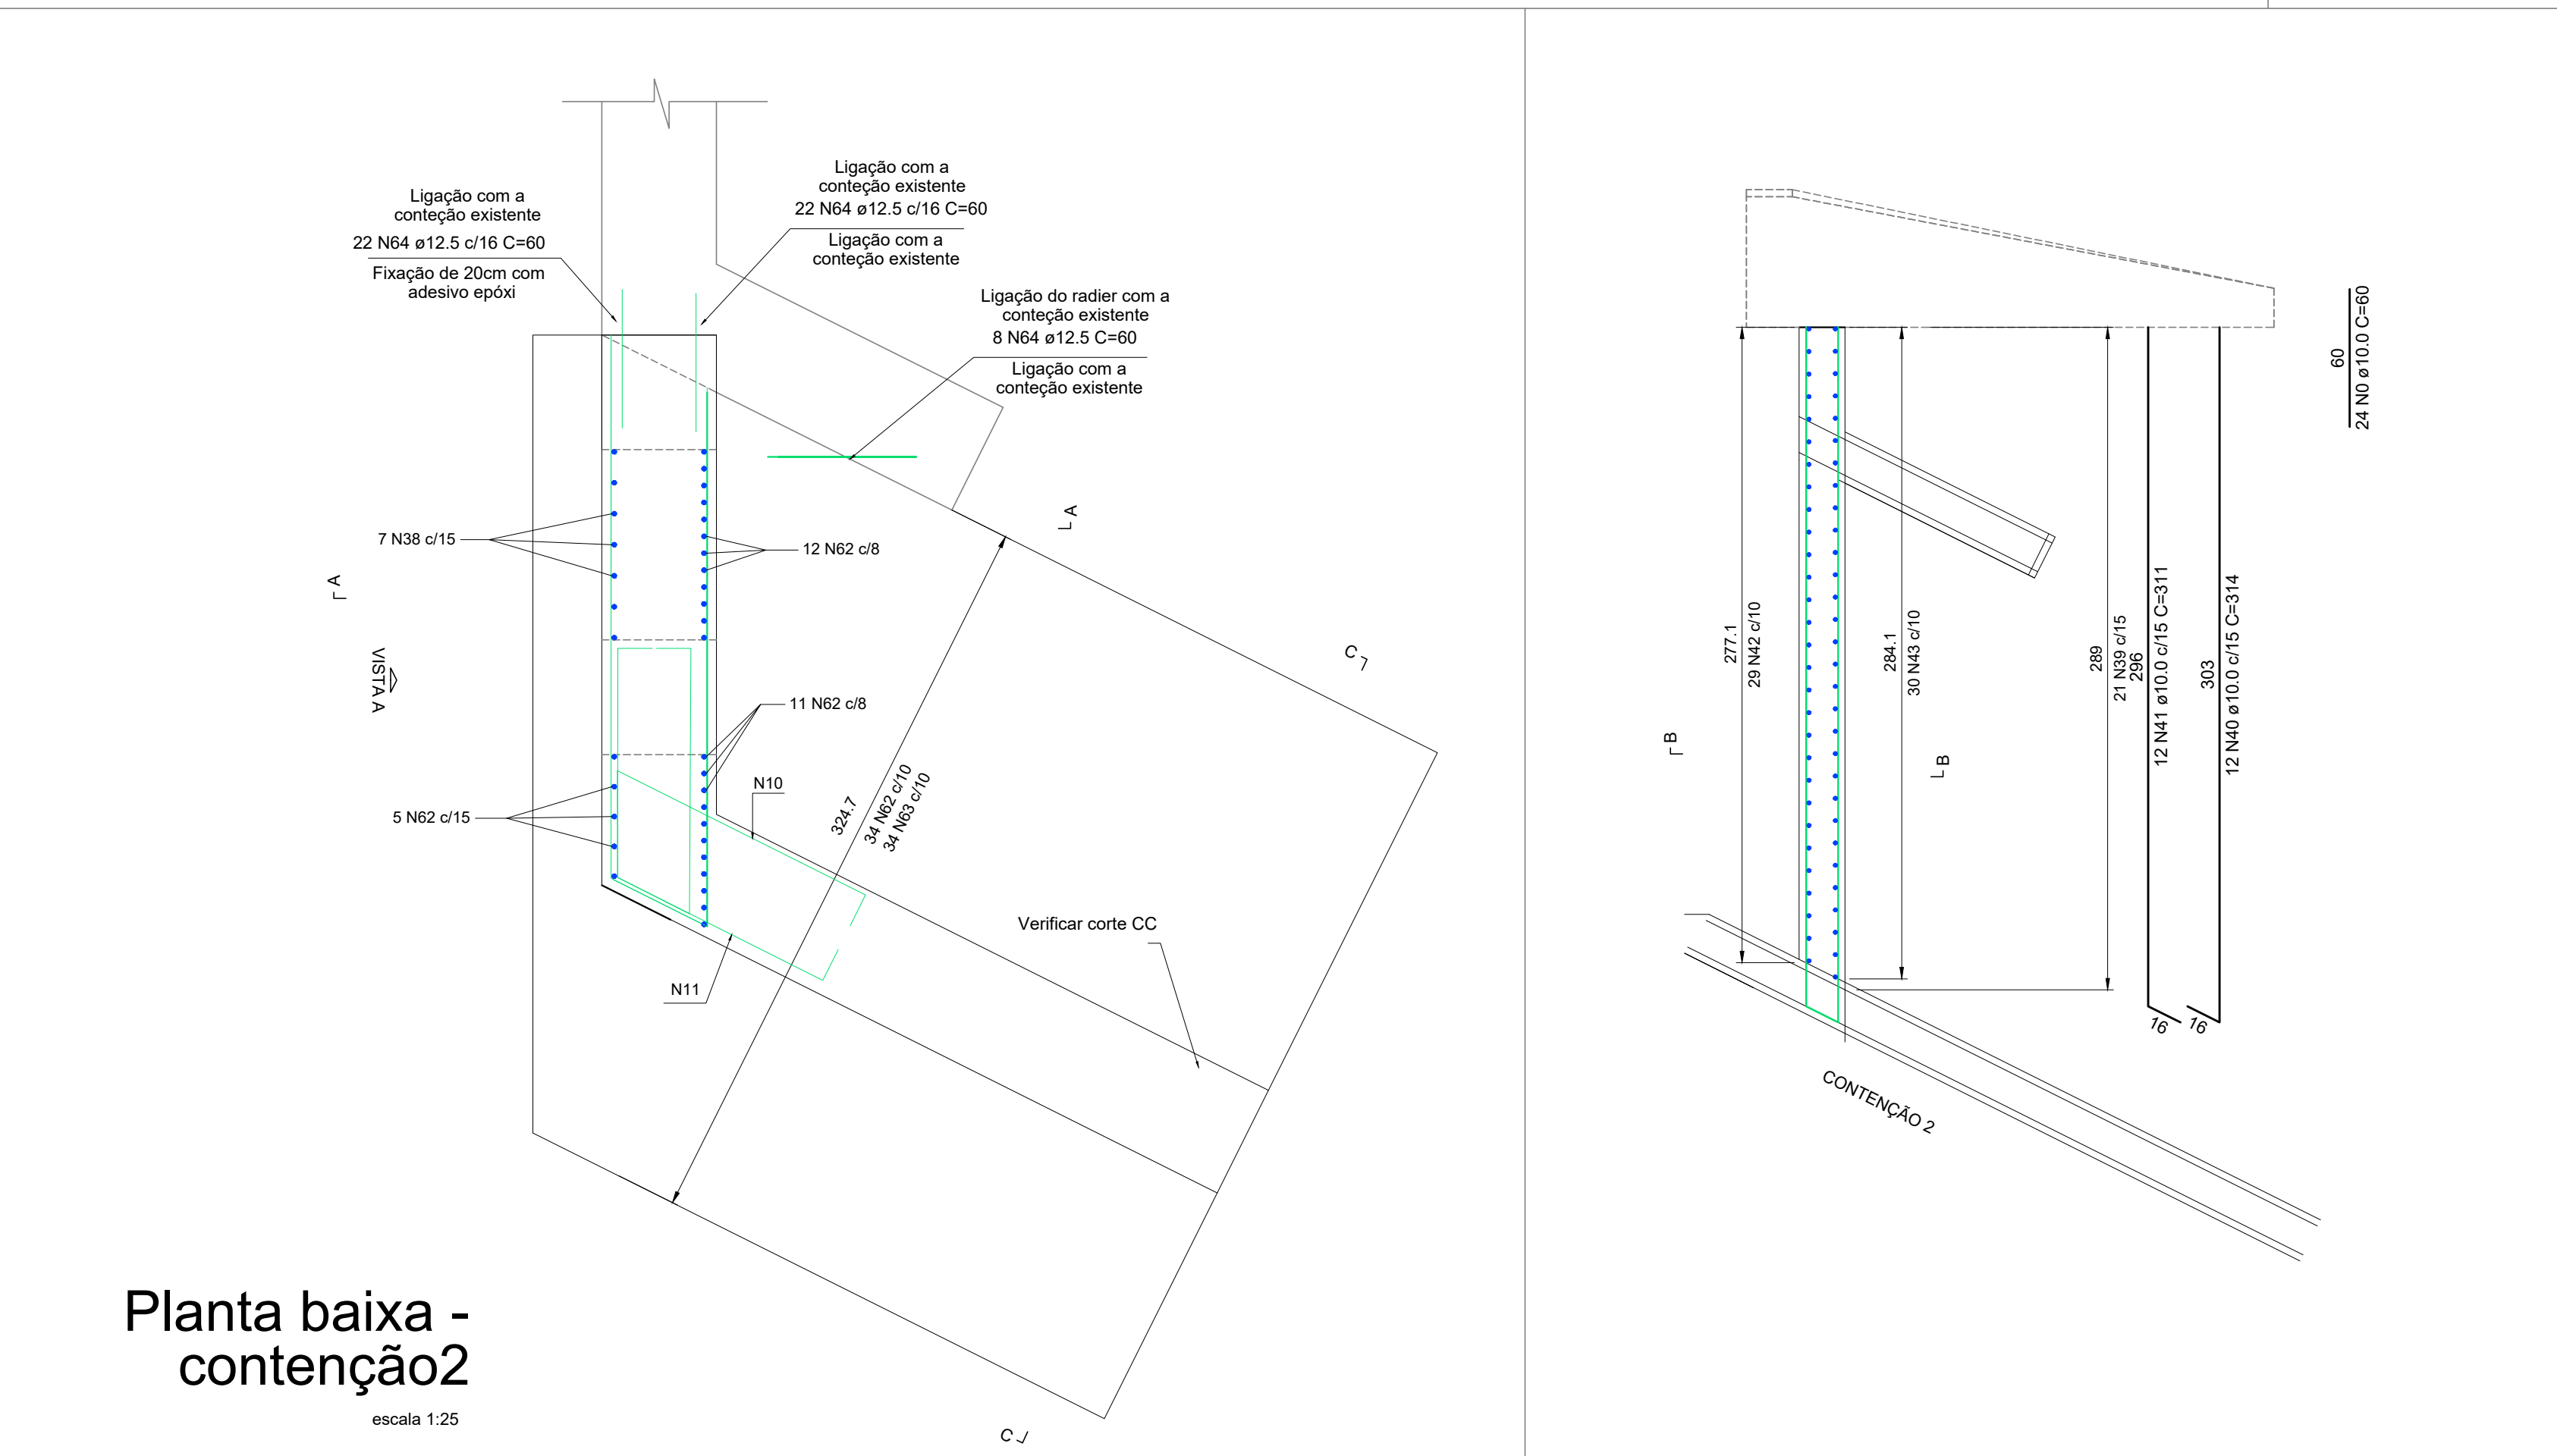 Ligação com a
conteção existente
22 N64 ø12.5 c/16 C=60
Fixação de 20cm com
adesivo epóxi
Ligação com a
conteção existente
22 N64 ø12.5 c/16 C=60
Ligação com a
conteção existente
Ligação do radier com a
conteção existente
8 N64 ø12.5 C=60
Ligação com a
conteção existente
A
A
7 N38 c/15
12 N62 c/8
VISTA A
11 N62 c/8
5 N62 c/15
N10
N11
324.7
34 N62 c/10
34 N63 c/10
C
Verificar corte CC
C
Planta baixa -
contenção2
escala 1:25
277.1
29 N42 c/10
284.1
30 N43 c/10
289
21 N39 c/15
296
12 N41 ø10.0 c/15 C=311
303
12 N40 ø10.0 c/15 C=314
60
24 N0 ø10.0 C=60
B
B
16
16
CONTENÇÃO 2